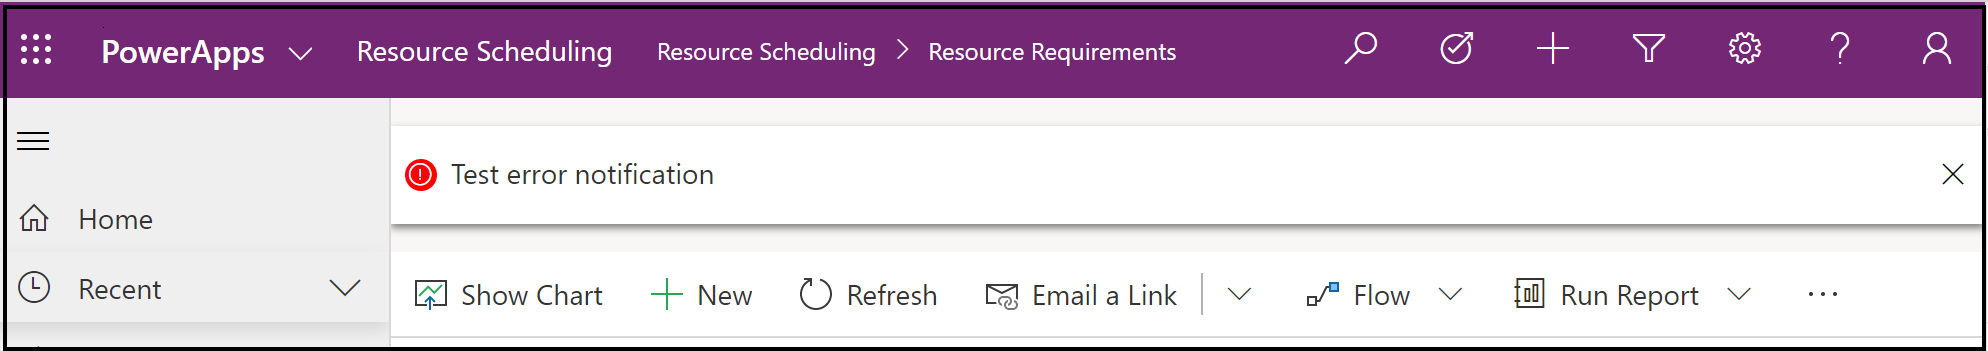 PowerApps Resource Scheduling Resource Scheduling > Resource Requirements ?
Test error notification
Home
Recent
Show Chart New Refresh Email a Link Flow Run Report ...